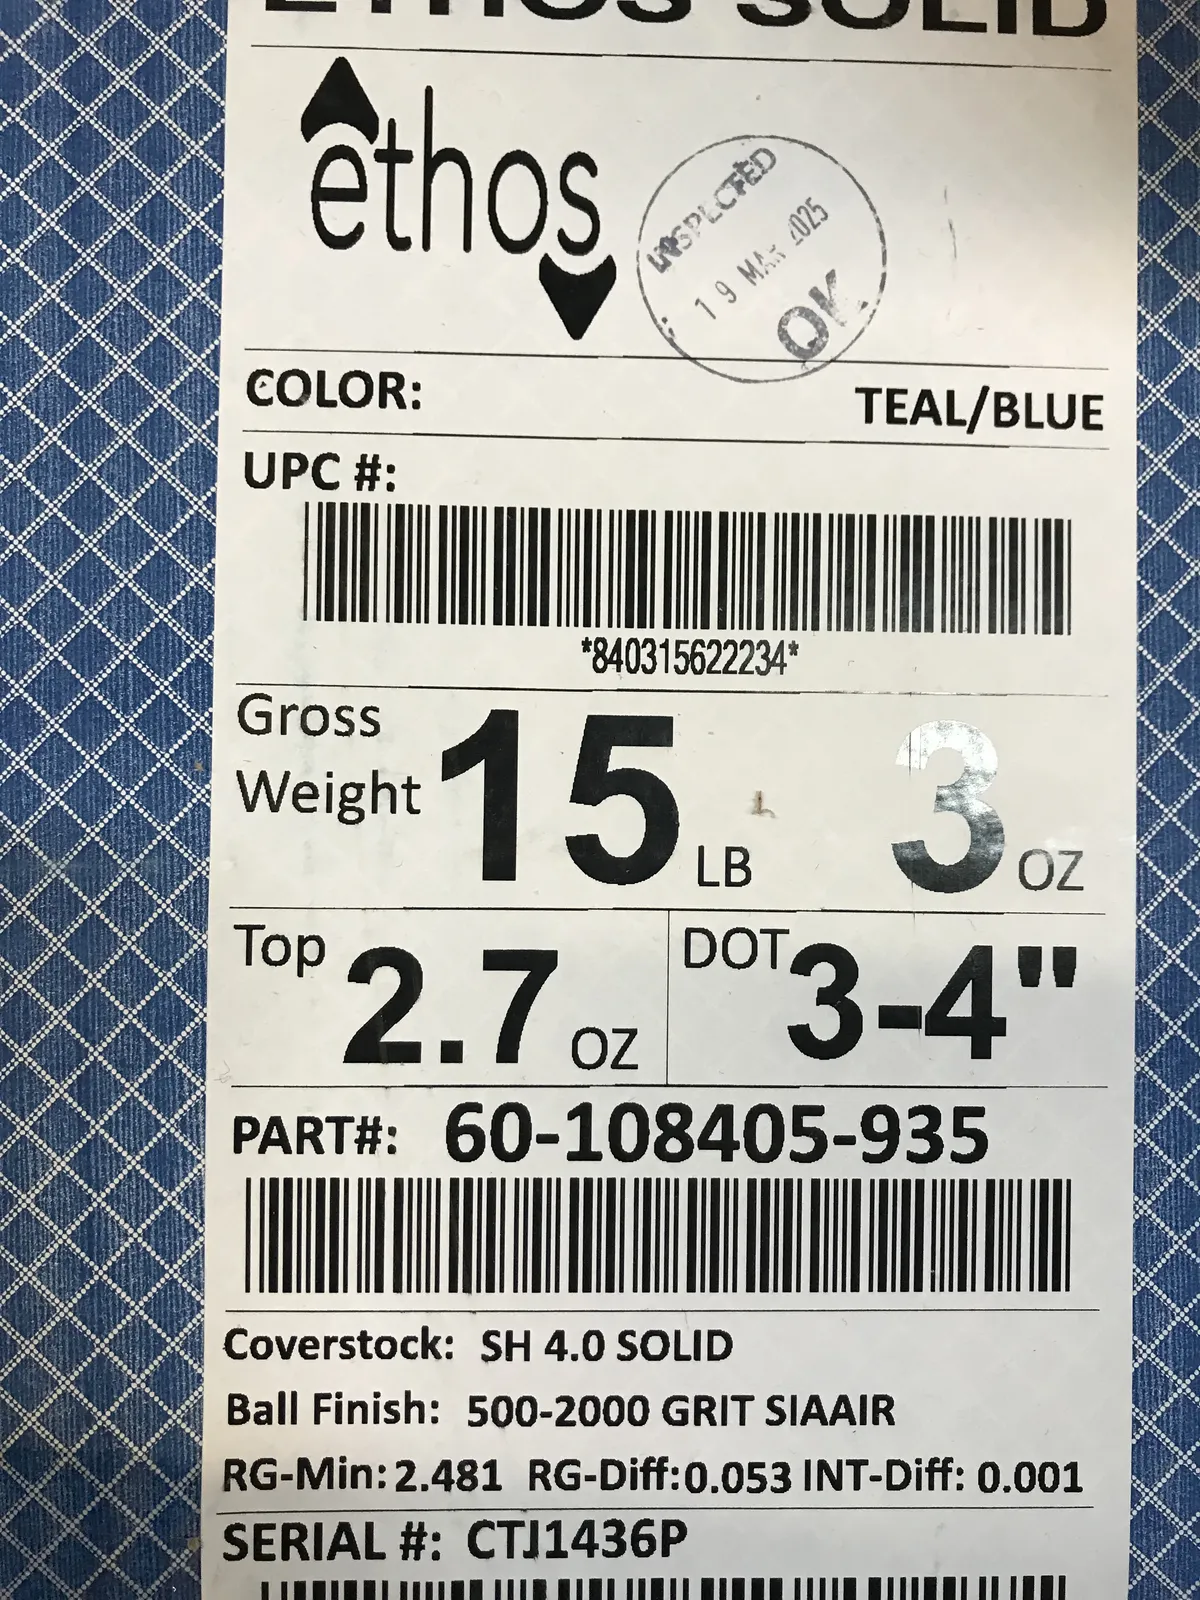 ETHOS SOLID
ethos
INSPECTED
19 MAR 2025
OK
COLOR: TEAL/BLUE
UPC #:
*840315622234*
Gross Weight 15 LB 3 OZ
Top 2.7 OZ DOT 3-4"
PART#: 60-108405-935
Coverstock: SH 4.0 SOLID
Ball Finish: 500-2000 GRIT SIAAIR
RG-Min: 2.481 RG-Diff: 0.053 INT-Diff: 0.001
SERIAL #: CTJ1436P